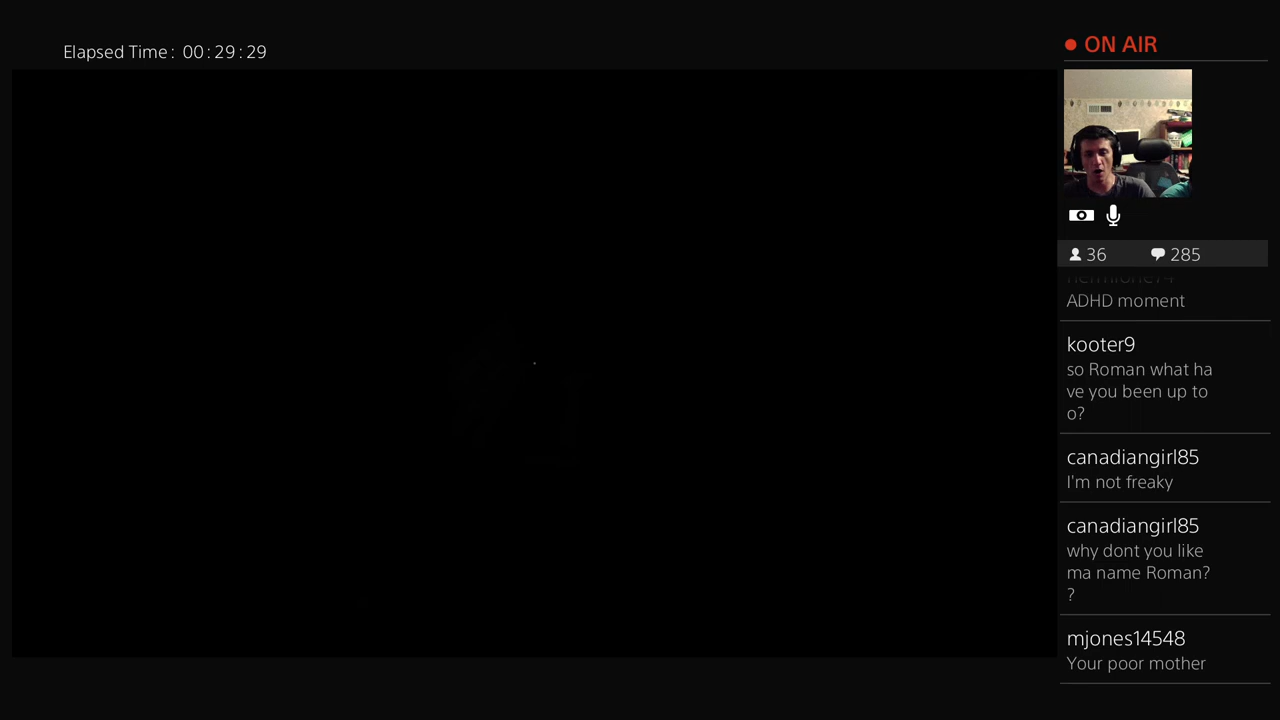 Elapsed Time: 00:29:29
ON AIR
36 285
ADHD moment
kooter9
so Roman what ha
ve you been up to
o?
canadiangirl85
I'm not freaky
canadiangirl85
why dont you like
ma name Roman?
?
mjones14548
Your poor mother